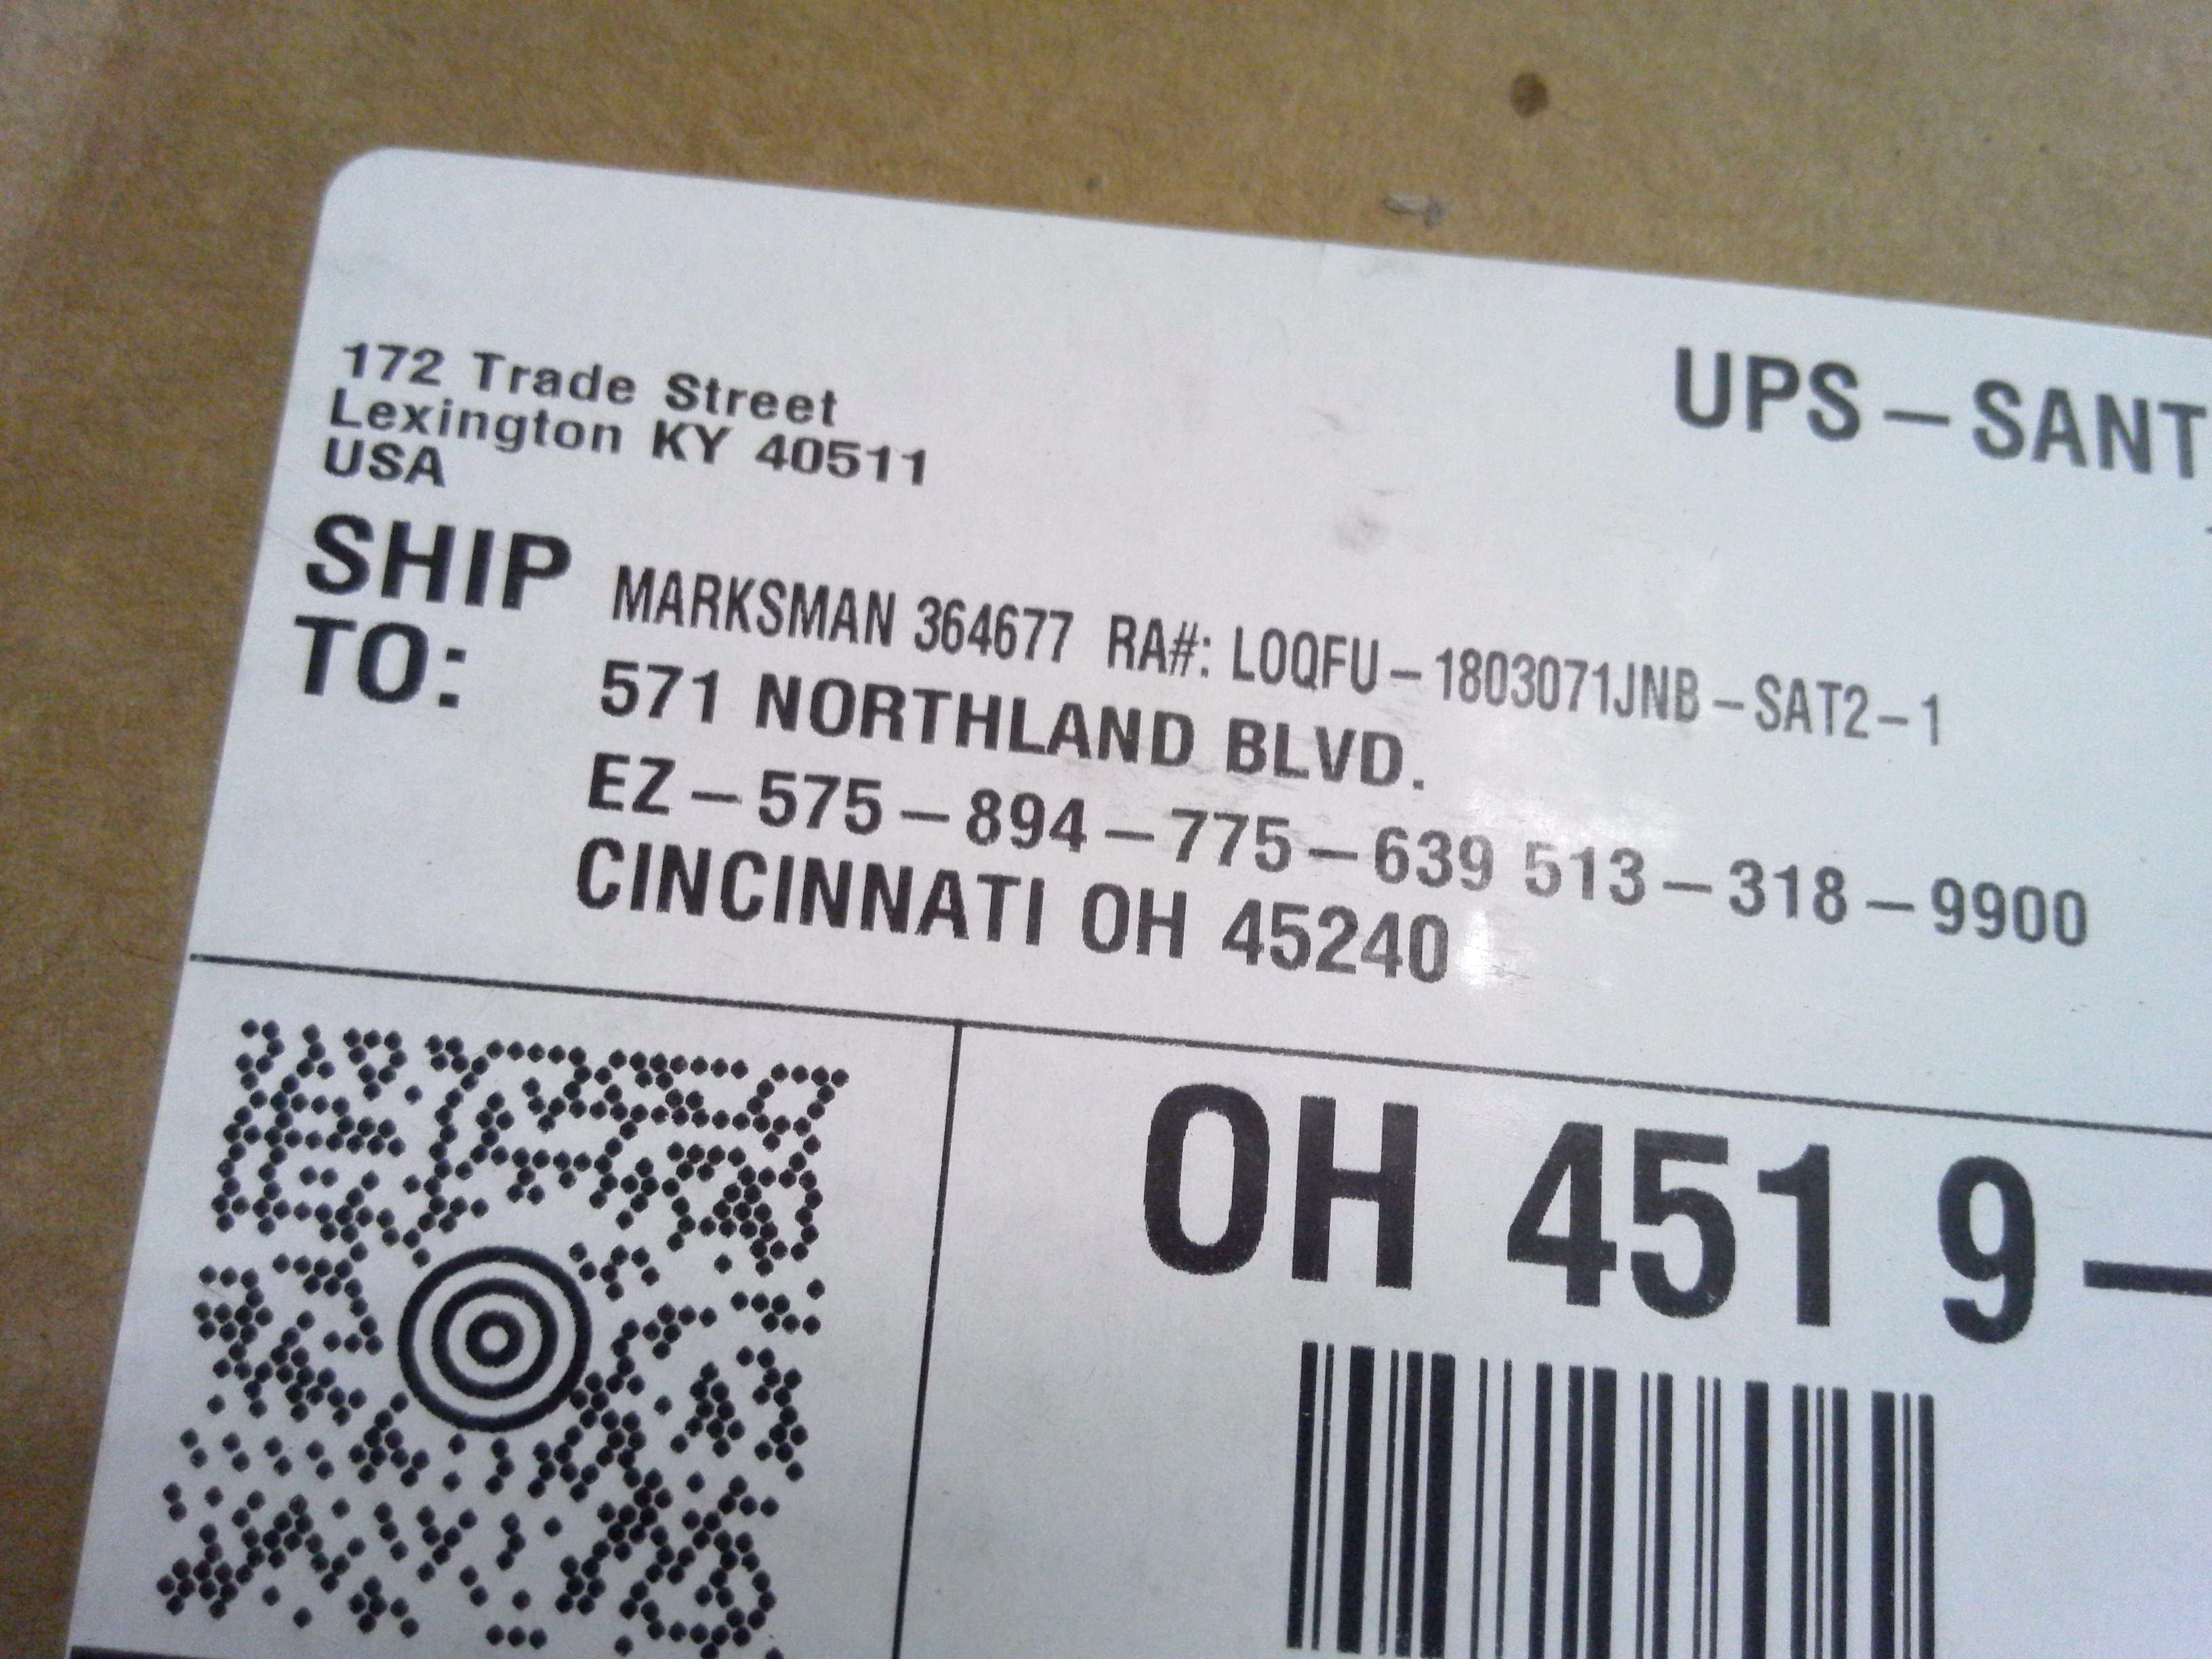 172 Trade Street
Lexington KY 40511
USA
UPS-SANT
SHIP TO:
MARKSMAN 364677 RA#: LOQFU-1803071JNB-SAT2-1
571 NORTHLAND BLVD.
EZ-575-894-775-639 513-318-9900
CINCINNATI OH 45240
OH 451 9-